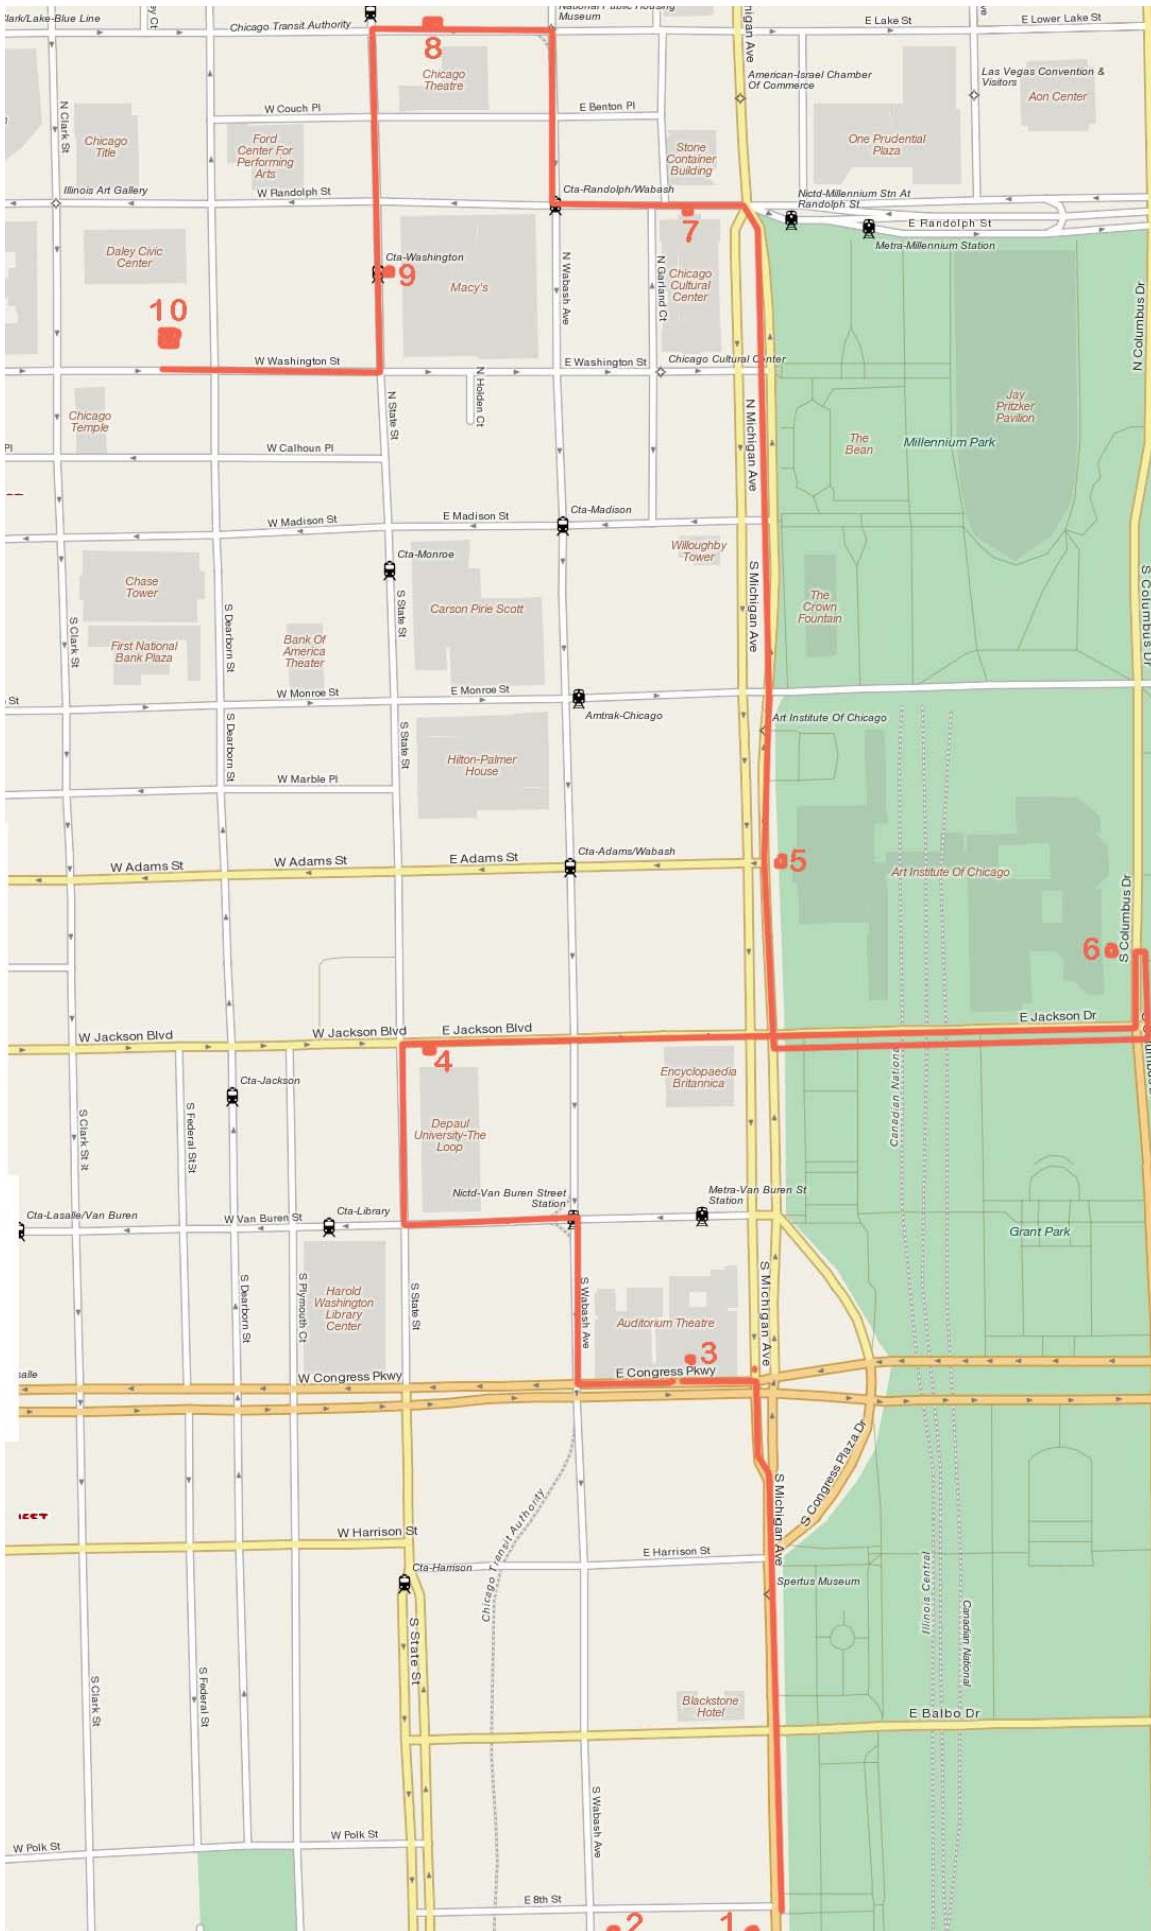 Clark/Lake-Blue Line
Chicago Transit Authority
National Public Housing
Museum
E Lake St
E Lower Lake St
8
Chicago
Theatre
American-Israel Chamber
Of Commerce
Las Vegas Convention &
Visitors
Aon Center
N Clark St
W Couch Pl
E Benton Pl
Chicago
Title
Ford
Center For
Performing
Arts
Stone
Container
Building
One Prudential
Plaza
Illinois Art Gallery
W Randolph St
Cta-Randolph/Wabash
Nictd-Millennium Stn At
Randolph St
E Randolph St
7
Metra-Millennium Station
Daley Civic
Center
Cta-Washington
9
Macy's
N Wabash Ave
N Garland Ct
Chicago
Cultural
Center
N Columbus Dr
10
W Washington St
E Washington St
Chicago Cultural Center
N Holden Ct
N State St
N Michigan Ave
Chicago
Temple
Jay
Pritzker
Pavilion
The
Bean
Millennium Park
Pl
W Calhoun Pl
W Madison St
E Madison St
Cta-Madison
Cta-Monroe
Willoughby
Tower
S Michigan Ave
S Columbus Dr
Chase
Tower
Carson Pirie Scott
The
Crown
Fountain
S Clark St
S Dearborn St
S State St
First National
Bank Plaza
Bank Of
America
Theater
St
W Monroe St
E Monroe St
Amtrak-Chicago
Art Institute Of Chicago
S Dearborn St
S State St
Hilton-Palmer
House
W Marble Pl
W Adams St
W Adams St
E Adams St
Cta-Adams/Wabash
5
Art Institute Of Chicago
6
S Columbus Dr
W Jackson Blvd
W Jackson Blvd
E Jackson Blvd
E Jackson Dr
4
Encyclopaedia
Britannica
Canadian National
Cta-Jackson
S Clark St
S Federal St
Depaul
University-The
Loop
Nictd-Van Buren Street
Station
Metra-Van Buren St
Station
Cta-Lasalle/Van Buren
W Van Buren St
Cta-Library
Grant Park
S Dearborn St
S Plymouth Ct
Harold
Washington
Library
Center
S State St
S Wabash Ave
Auditorium Theatre
S Michigan Ave
3
W Congress Pkwy
E Congress Pkwy
S Congress Plaza Dr
S Michigan Ave
Chicago Transit Authority
W Harrison St
E Harrison St
Cta-Harrison
Spertus Museum
Illinois Central
Canadian National
S State St
S Clark St
S Federal St
Blackstone
Hotel
E Balbo Dr
S Wabash Ave
W Polk St
W Polk St
E 8th St
2
1